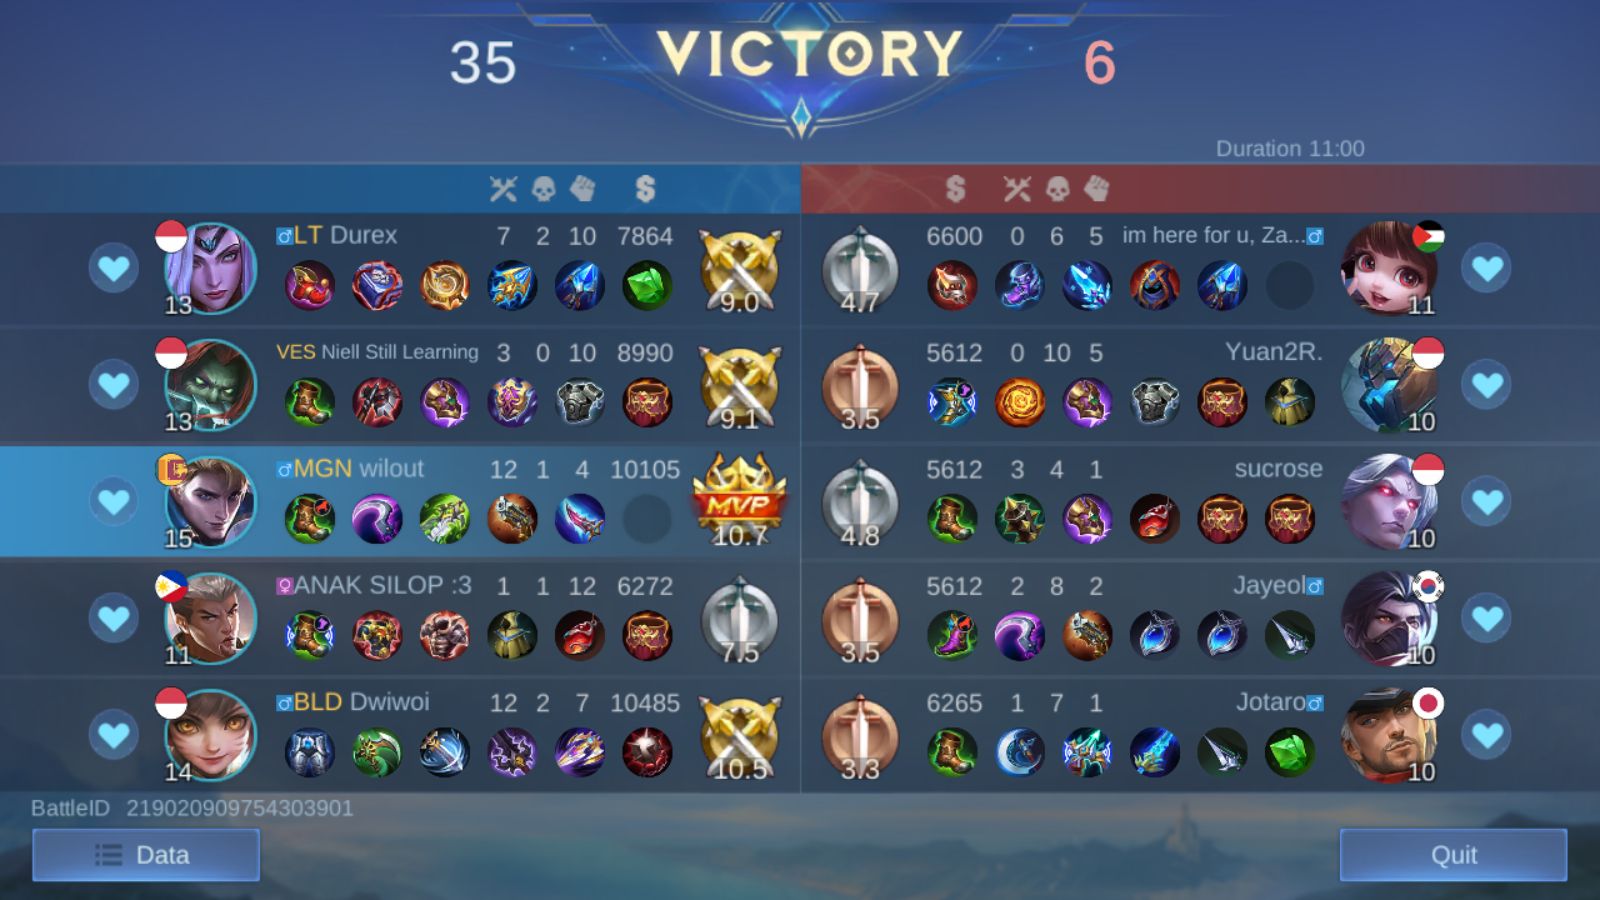 35 VICTORY 6
Duration 11:00
LT Durex 7 2 10 7864
13 9.0
6600 0 6 5 im here for u, Za...
4.7 11
VES Niell Still Learning 3 0 10 8990
13 9.1
5612 0 10 5 Yuan2R.
3.5 10
MGN wilout 12 1 4 10105
MVP
15 10.7
5612 3 4 1 sucrose
4.8 10
ANAK SILOP :3 1 1 12 6272
11 7.5
5612 2 8 2 Jayeol
3.5 10
BLD Dwiwoi 12 2 7 10485
14 10.5
6265 1 7 1 Jotaro
3.3 10
BattleID 219020909754303901
Data
Quit